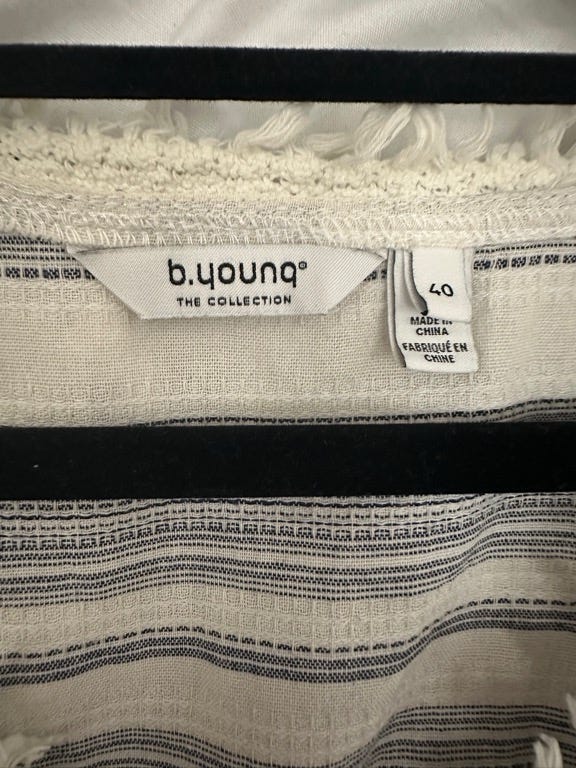 b.young®
THE COLLECTION
40
MADE IN
CHINA
FABRIQUÉ EN
CHINE